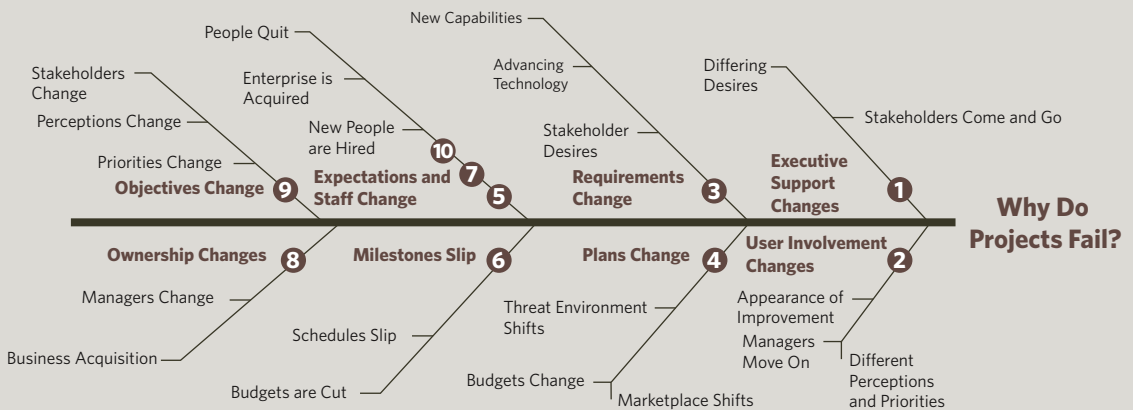 New Capabilities
People Quit
Differing
Desires
Stakeholders
Change
Enterprise is
Acquired
Advancing
Technology
Stakeholders Come and Go
Perceptions Change
New People
are Hired
Stakeholder
Desires
Priorities Change
Objectives Change
9
Expectations and
Staff Change
10
7
5
Requirements
Change
3
Executive
Support
Changes
1
Why Do
Projects Fail?
Ownership Changes
8
Milestones Slip
6
Plans Change
4
User Involvement
Changes
2
Managers Change
Threat Environment
Shifts
Appearance of
Improvement
Schedules Slip
Managers
Move On
Business Acquisition
Different
Perceptions
and Priorities
Budgets are Cut
Budgets Change
Marketplace Shifts